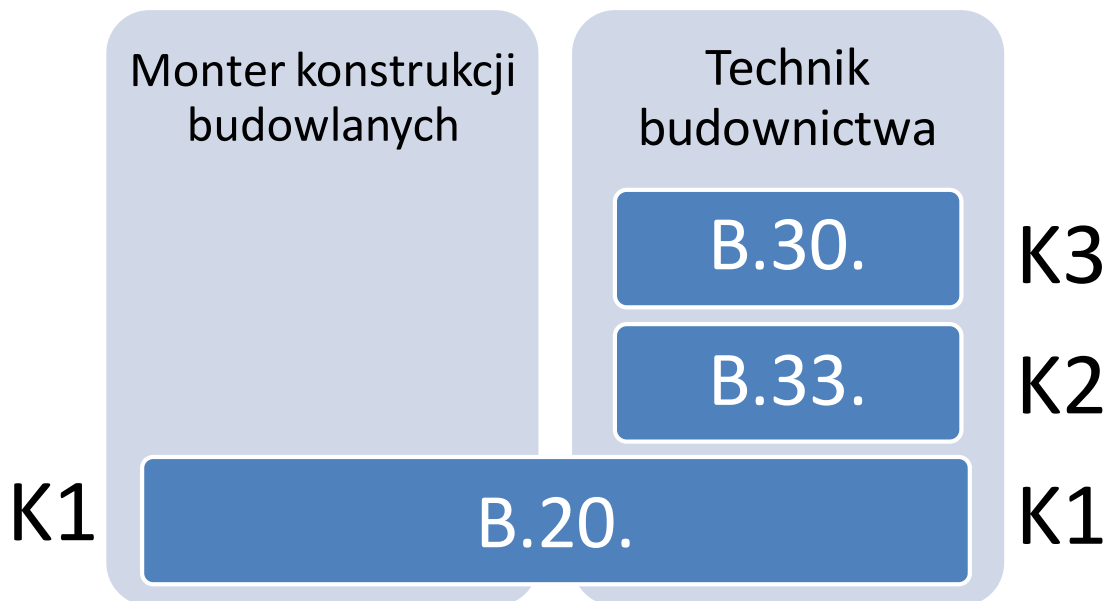 Monter konstrukcji
budowlanych
Technik
budownictwa
B.30.
K3
B.33.
K2
K1
B.20.
K1